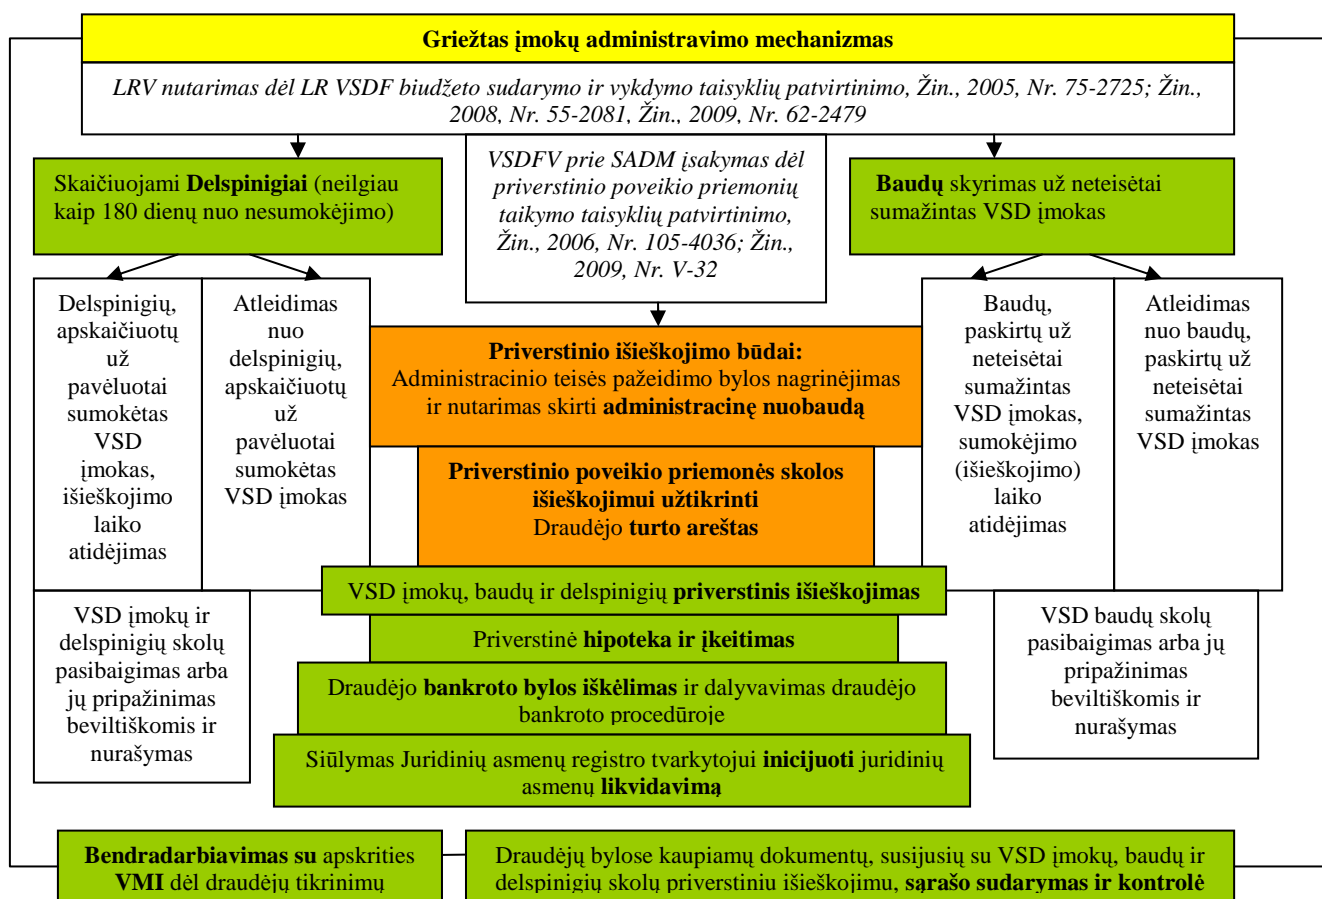 Griežtas įmokų administravimo mechanizmas
LRV nutarimas dėl LR VSDF biudžeto sudarymo ir vykdymo taisyklių patvirtinimo, Žin., 2005, Nr. 75-2725; Žin.,
2008, Nr. 55-2081, Žin., 2009, Nr. 62-2479
Skaičiuojami Delspinigiai (neilgiau
kaip 180 dienų nuo nesumokėjimo)
VSDFV prie SADM įsakymas dėl
priverstinio poveikio priemonių
taikymo taisyklių patvirtinimo,
Žin., 2006, Nr. 105-4036; Žin.,
2009, Nr. V-32
Baudų skyrimas už neteisėtai
sumažintas VSD įmokas
Delspinigių,
apskaičiuotų
už
pavėluotai
sumokėtas
VSD
įmokas,
išieškojimo
laiko
atidėjimas
Atleidimas
nuo
delspinigių,
apskaičiuotų
už
pavėluotai
sumokėtas
VSD įmokas
Priverstinio išieškojimo būdai:
Administracinio teisės pažeidimo bylos nagrinėjimas
ir nutarimas skirti administracinę nuobaudą
Priverstinio poveikio priemonės skolos
išieškojimui užtikrinti
Draudėjo turto areštas
Baudų,
paskirtų už
neteisėtai
sumažintas
VSD įmokas,
sumokėjimo
(išieškojimo)
laiko
atidėjimas
Atleidimas
nuo baudų,
paskirtų už
neteisėtai
sumažintas
VSD įmokas
VSD įmokų, baudų ir delspinigių priverstinis išieškojimas
VSD įmokų ir
delspinigių skolų
pasibaigimas arba
jų pripažinimas
beviltiškomis ir
nurašymas
Priverstinė hipoteka ir įkeitimas
Draudėjo bankroto bylos iškėlimas ir dalyvavimas draudėjo
bankroto procedūroje
Siūlymas Juridinių asmenų registro tvarkytojui inicijuoti juridinių
asmenų likvidavimą
VSD baudų skolų
pasibaigimas arba jų
pripažinimas
beviltiškomis ir
nurašymas
Bendradarbiavimas su apskrities
VMI dėl draudėjų tikrinimų
Draudėjų bylose kaupiamų dokumentų, susijusių su VSD įmokų, baudų ir
delspinigių skolų priverstiniu išieškojimu, sąrašo sudarymas ir kontrolė